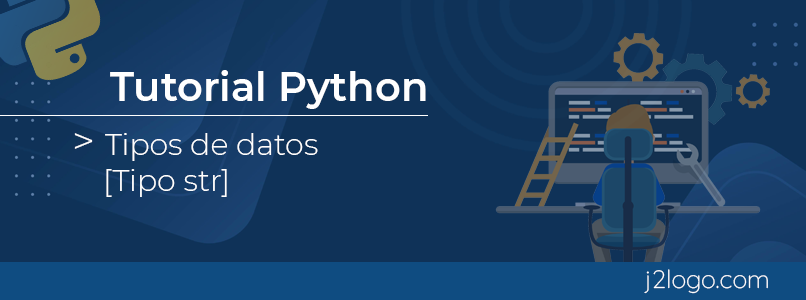 Tutorial Python
> Tipos de datos
[Tipo str]
j2logo.com